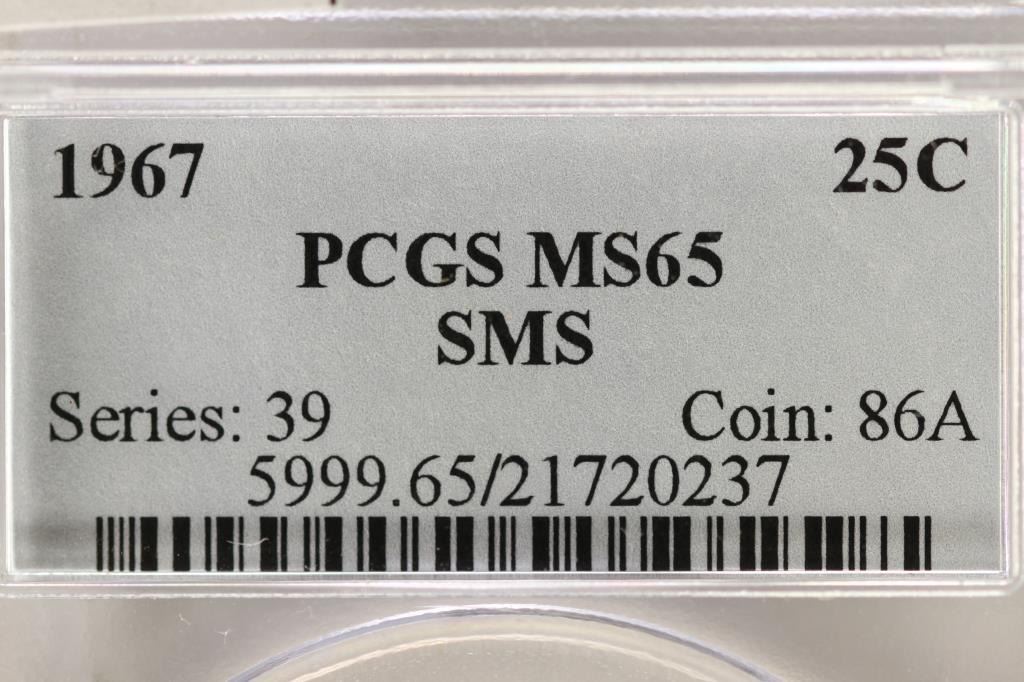 1967 25C
PCGS MS65
SMS
Series: 39 Coin: 86A
5999.65/21720237